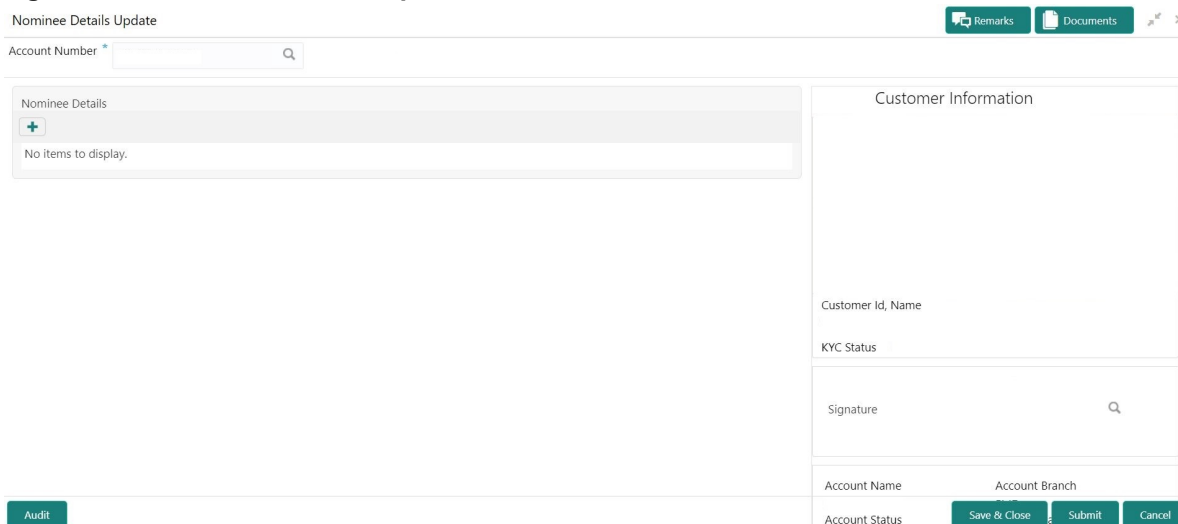 Nominee Details Update
Remarks
Documents
Account Number *
Nominee Details
No items to display.
Customer Information
Customer Id, Name
KYC Status
Signature
Account Name Account Branch
Account Status
Audit
Save & Close
Submit
Cancel